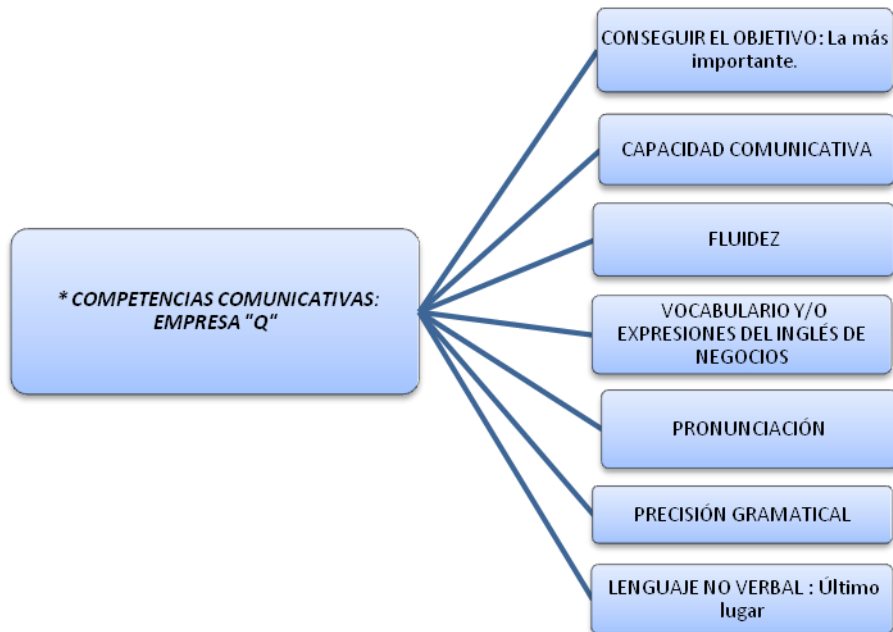 CONSEGUIR EL OBJETIVO: La más
importante.
CAPACIDAD COMUNICATIVA
FLUIDEZ
* COMPETENCIAS COMUNICATIVAS:
EMPRESA "Q"
VOCABULARIO Y/O
EXPRESIONES DEL INGLÉS DE
NEGOCIOS
PRONUNCIACIÓN
PRECISIÓN GRAMATICAL
LENGUAJE NO VERBAL : Último
lugar